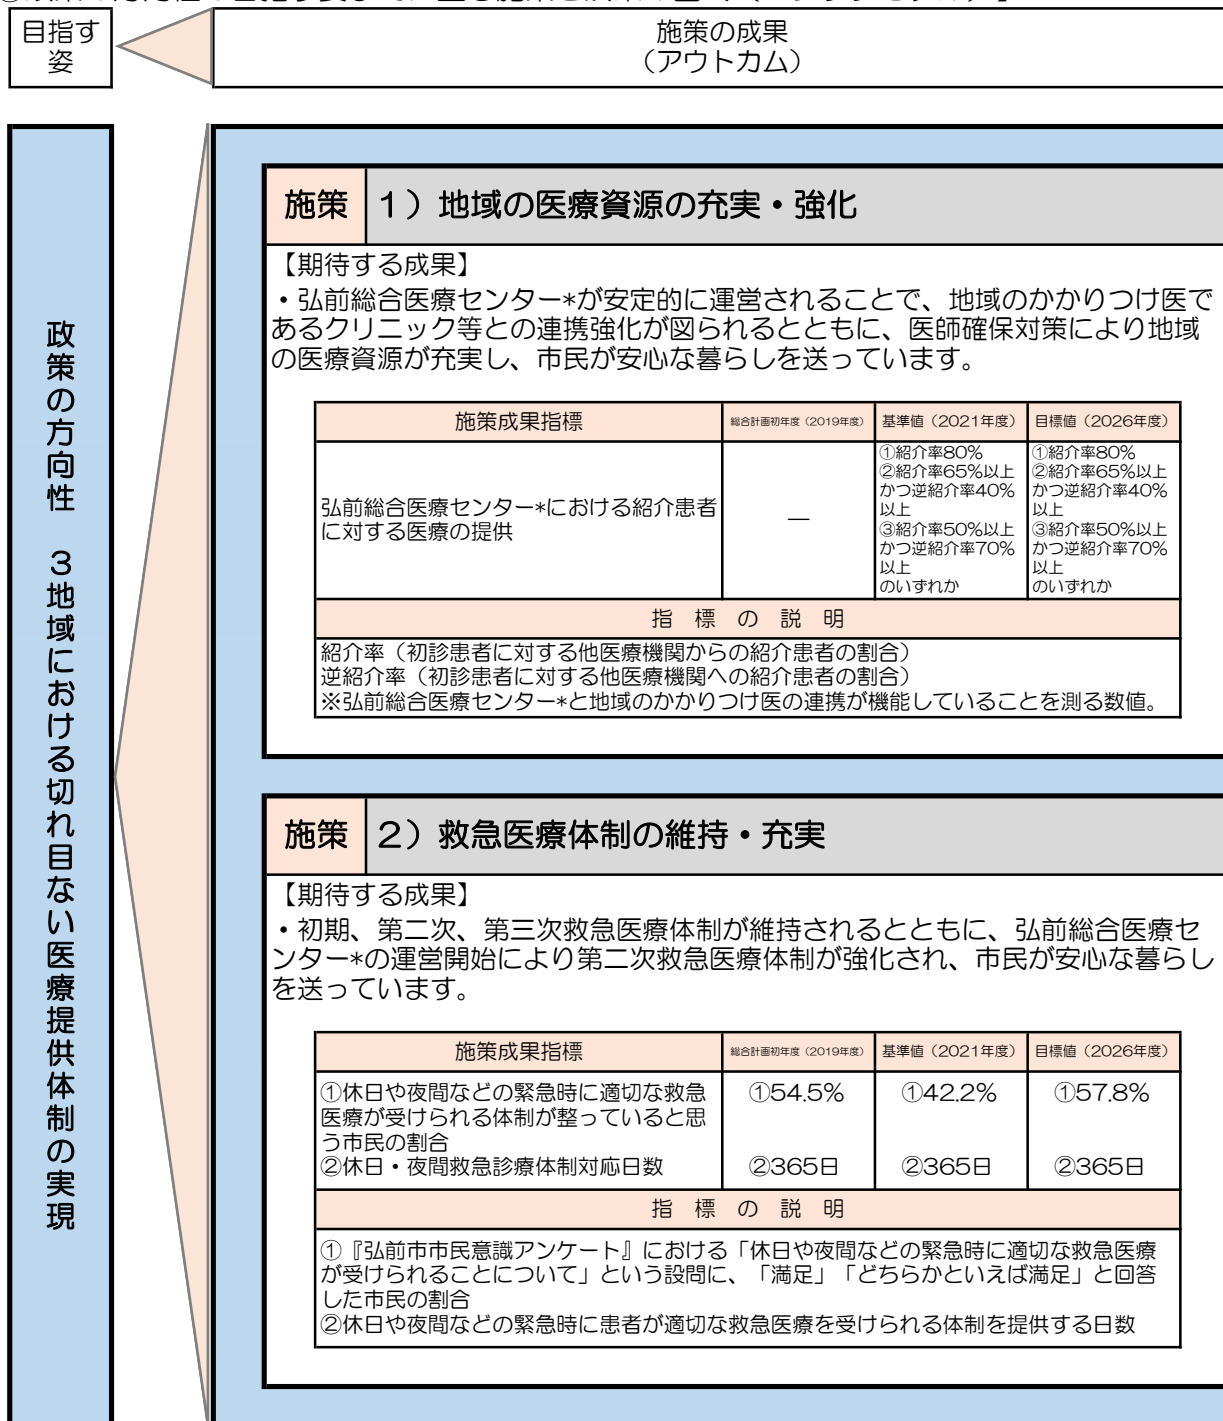 目指す
姿
施策の成果
（アウトカム）
政策の方向性　３地域における切れ目ない医療提供体制の実現
施策
１）地域の医療資源の充実・強化
【期待する成果】
・弘前総合医療センター*が安定的に運営されることで、地域のかかりつけ医で
あるクリニック等との連携強化が図られるとともに、医師確保対策により地域
の医療資源が充実し、市民が安心な暮らしを送っています。
施策成果指標
総合計画初年度（2019年度）
基準値（2021年度）
目標値（2026年度）
弘前総合医療センター*における紹介患者
に対する医療の提供
―
①紹介率80%
②紹介率65%以上
かつ逆紹介率40%
以上
③紹介率50%以上
かつ逆紹介率70%
以上
のいずれか
①紹介率80%
②紹介率65%以上
かつ逆紹介率40%
以上
③紹介率50%以上
かつ逆紹介率70%
以上
のいずれか
指　標　の　説　明
紹介率（初診患者に対する他医療機関からの紹介患者の割合）
逆紹介率（初診患者に対する他医療機関への紹介患者の割合）
※弘前総合医療センター*と地域のかかりつけ医の連携が機能していることを測る数値。
施策
２）救急医療体制の維持・充実
【期待する成果】
・初期、第二次、第三次救急医療体制が維持されるとともに、弘前総合医療セ
ンター*の運営開始により第二次救急医療体制が強化され、市民が安心な暮らし
を送っています。
施策成果指標
総合計画初年度（2019年度）
基準値（2021年度）
目標値（2026年度）
①休日や夜間などの緊急時に適切な救急
医療が受けられる体制が整っていると思
う市民の割合
②休日・夜間救急診療体制対応日数
①54.5%
②365日
①42.2%
②365日
①57.8%
②365日
指　標　の　説　明
①『弘前市市民意識アンケート』における「休日や夜間などの緊急時に適切な救急医療
が受けられることについて」という設問に、「満足」「どちらかといえば満足」と回答
した市民の割合
②休日や夜間などの緊急時に患者が適切な救急医療を受けられる体制を提供する日数